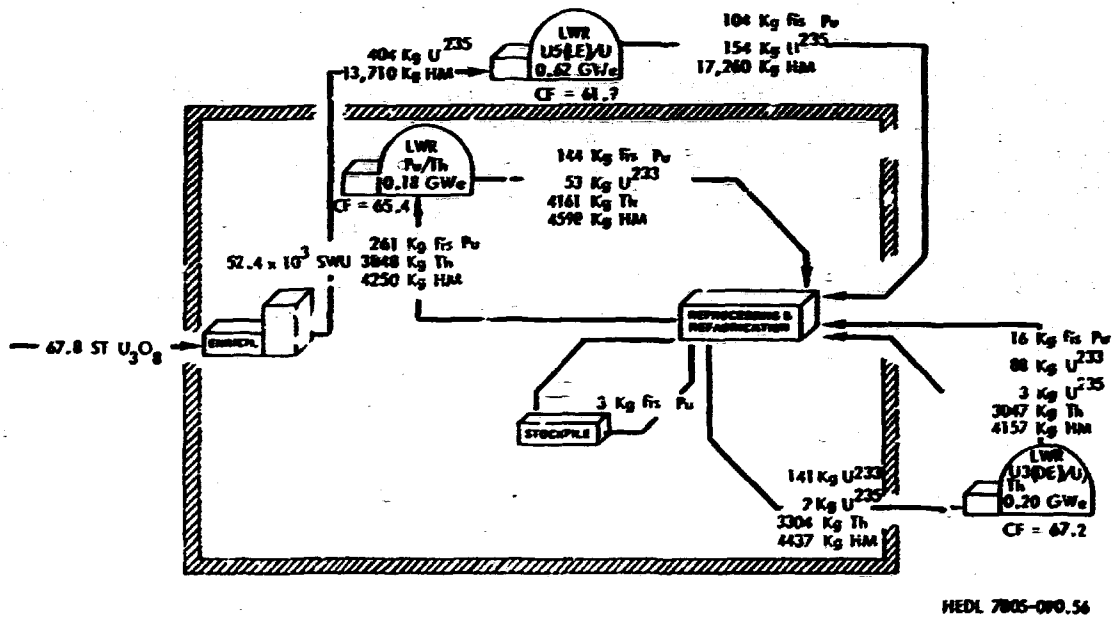 LWR
U5(LE)/U
0.62 GWe
CF = 61.7
404 Kg U235
13,710 Kg HM
104 Kg fis Pu
154 Kg U235
17,260 Kg HM
LWR
Pu/Th
0.18 GWe
CF = 65.4
144 Kg fis Pu
53 Kg U233
4161 Kg Th
4598 Kg HM
52.4 x 103 SWU
261 Kg fis Pu
3848 Kg Th
4250 Kg HM
67.8 ST U3O8
ENRICH.
REPROCESSING &
REFABRICATION
3 Kg fis Pu
STOCKPILE
16 Kg fis Pu
88 Kg U233
3 Kg U235
3047 Kg Th
4157 Kg HM
LWR
U3(DE)/U)
Th
0.20 GWe
CF = 67.2
141 Kg U233
7 Kg U235
3304 Kg Th
4437 Kg HM
HEDL 7805-090.56